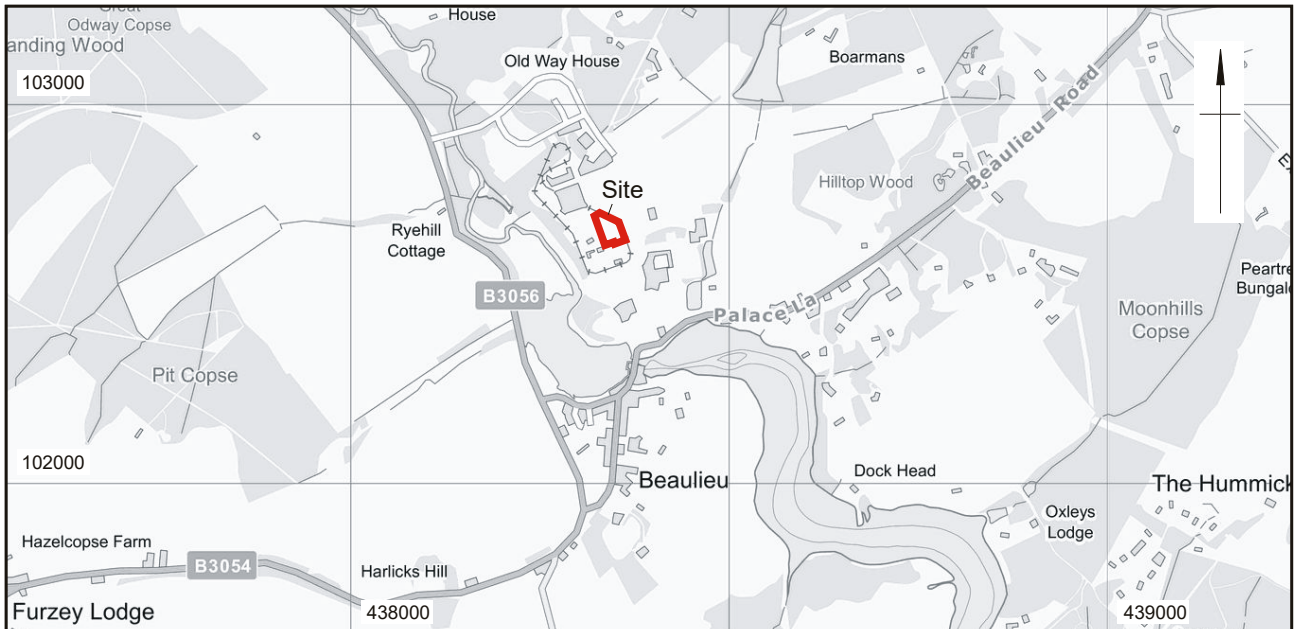 Great
Odway Copse
anding Wood
House
103000
Old Way House
Boarmans
Beaulieu Road
Site
Hilltop Wood
Ryehill
Cottage
B3056
Palace La
Peartre
Bungal
Moonhills
Copse
Pit Copse
102000
Beaulieu
Dock Head
The Hummick
Oxleys
Lodge
Hazelcopse Farm
B3054
Harlicks Hill
Furzey Lodge
438000
439000